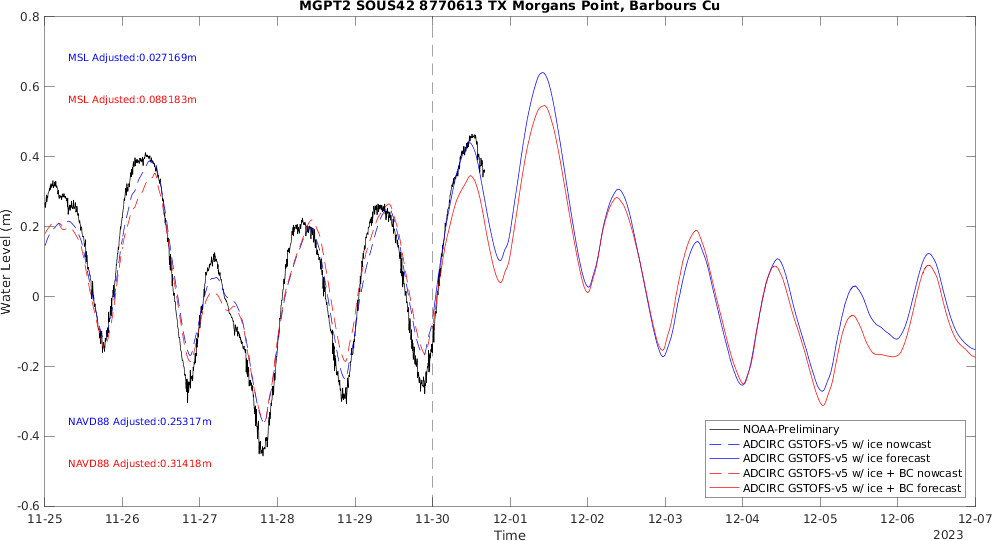 MGPT2 SOUS42 8770613 TX Morgans Point, Barbours Cu
0.8
0.6
0.4
0.2
0
-0.2
-0.4
-0.6
Water Level (m)
MSL Adjusted:0.027169m
MSL Adjusted:0.088183m
NAVD88 Adjusted:0.25317m
NAVD88 Adjusted:0.31418m
NOAA-Preliminary
ADCIRC GSTOFS-v5 w/ ice nowcast
ADCIRC GSTOFS-v5 w/ ice forecast
ADCIRC GSTOFS-v5 w/ ice + BC nowcast
ADCIRC GSTOFS-v5 w/ ice + BC forecast
11-25 11-26 11-27 11-28 11-29 11-30 12-01 12-02 12-03 12-04 12-05 12-06 12-07
Time
2023